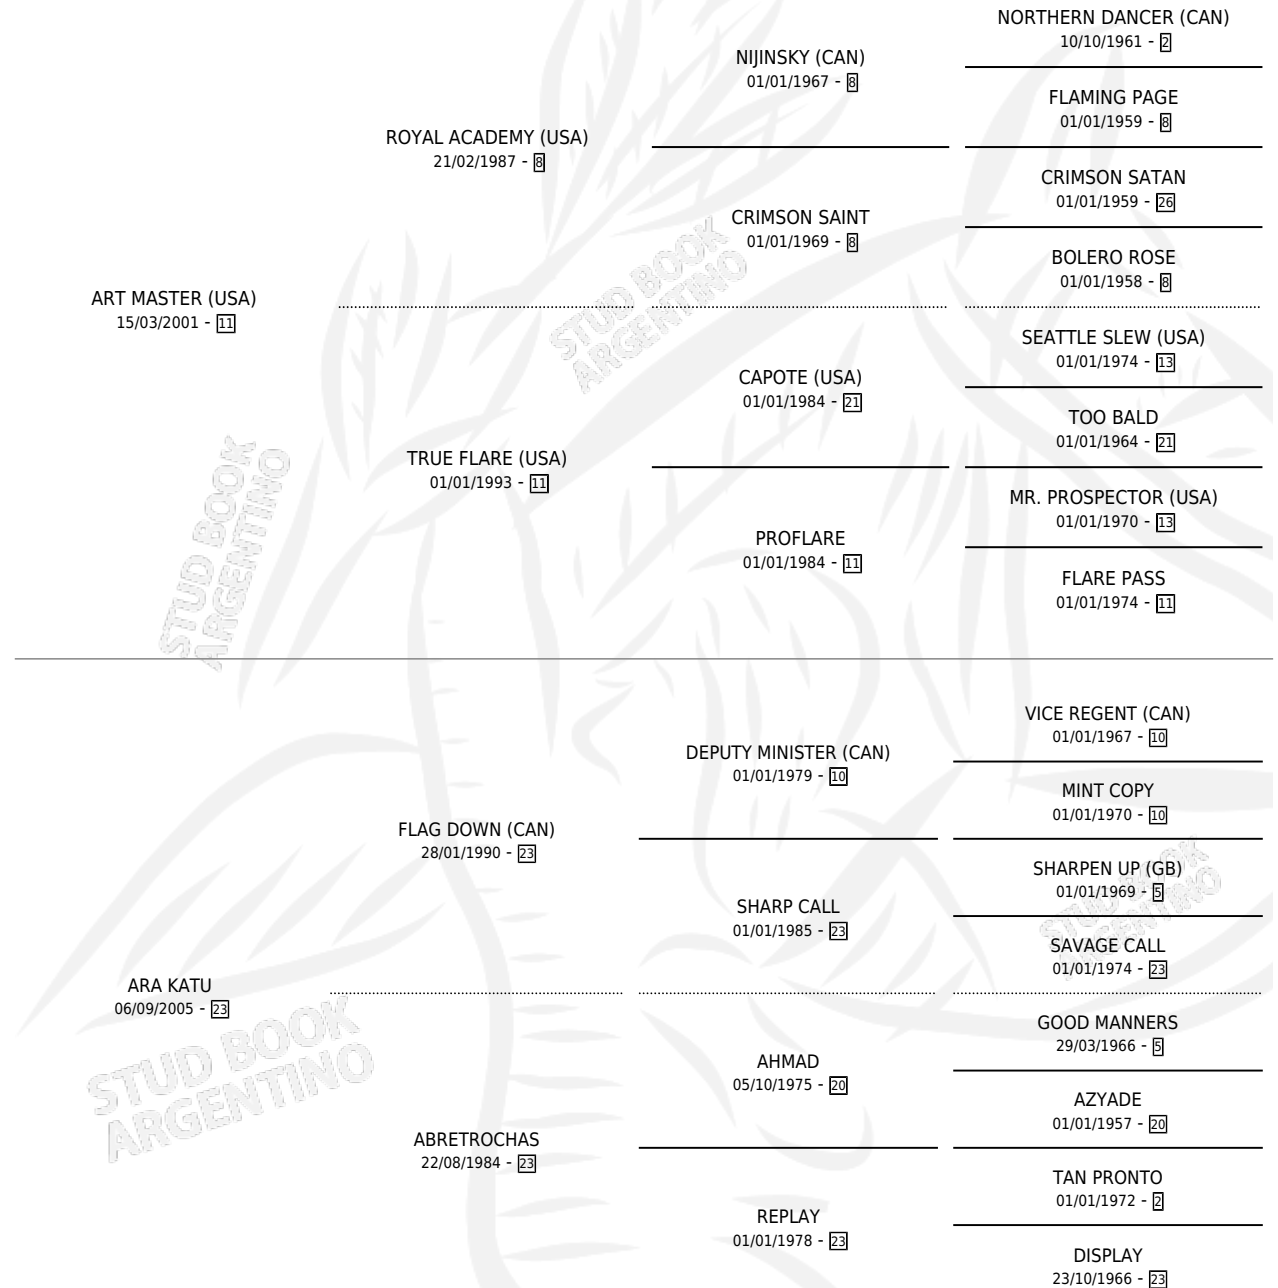 NORTHERN DANCER (CAN)
10/10/1961 - 2
NIJINSKY (CAN)
01/01/1967 - 8
FLAMING PAGE
01/01/1959 - 8
ROYAL ACADEMY (USA)
21/02/1987 - 8
CRIMSON SATAN
01/01/1959 - 26
CRIMSON SAINT
01/01/1969 - 8
BOLERO ROSE
01/01/1958 - 8
ART MASTER (USA)
15/03/2001 - 11
STUD BOOK
ARGENTINO
SEATTLE SLEW (USA)
01/01/1974 - 13
CAPOTE (USA)
01/01/1984 - 21
TOO BALD
01/01/1964 - 21
TRUE FLARE (USA)
01/01/1993 - 11
STUD BOOK
ARGENTINO
MR. PROSPECTOR (USA)
01/01/1970 - 13
PROFLARE
01/01/1984 - 11
FLARE PASS
01/01/1974 - 11
VICE REGENT (CAN)
01/01/1967 - 10
DEPUTY MINISTER (CAN)
01/01/1979 - 10
MINT COPY
01/01/1970 - 10
FLAG DOWN (CAN)
28/01/1990 - 23
SHARPEN UP (GB)
01/01/1969 - 5
STUD BOOK
ARGENTINO
SHARP CALL
01/01/1985 - 23
SAVAGE CALL
01/01/1974 - 23
ARA KATU
06/09/2005 - 23
STUD BOOK
ARGENTINO
GOOD MANNERS
29/03/1966 - 5
AHMAD
05/10/1975 - 20
AZYADE
01/01/1957 - 20
ABRETROCHAS
22/08/1984 - 23
TAN PRONTO
01/01/1972 - 2
REPLAY
01/01/1978 - 23
DISPLAY
23/10/1966 - 23